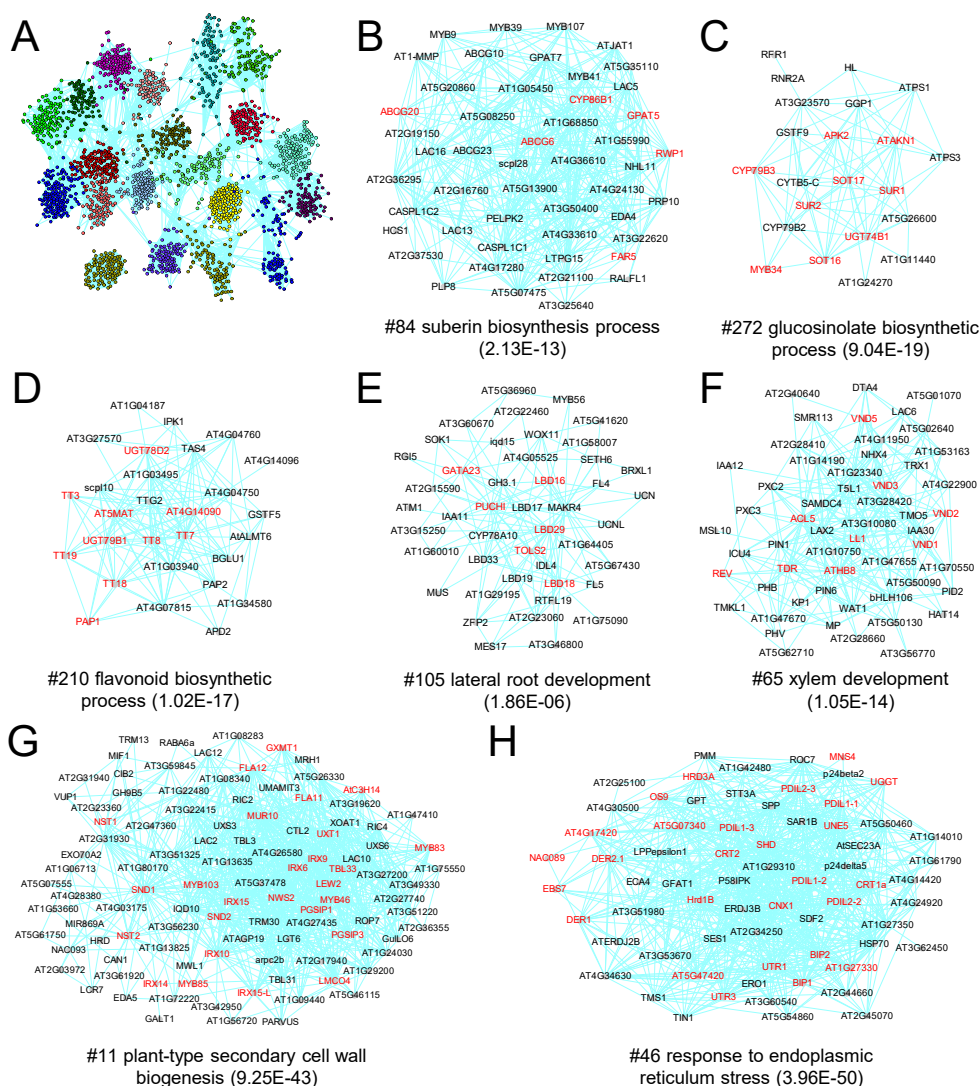 A
B
MYB39
MYB107
MYB9
ATJAT1
AT1-MMP
ABCG10
GPAT7
AT5G35110
MYB41
AT5G20860
AT1G05450
LAC5
CYP86B1
ABCG20
GPAT5
AT5G08250
AT1G68850
AT2G19150
ABCG6
AT1G55990
RWP1
LAC16
ABCG23
AT4G36610
scpl28
NHL11
AT2G36295
AT2G16760
AT5G13900
AT4G24130
PRP10
CASPL1C2
PELPK2
AT3G50400
EDA4
HCS1
LAC13
AT4G33610
AT3G22620
CASPL1C1
AT2G37530
LTPG15
FAR5
AT4G17280
AT2G21100
RALFL1
PLP8
AT5G07475
AT3G25640
#84 suberin biosynthesis process
(2.13E-13)
C
RFR1
HL
RNR2A
ATPS1
AT3G23570
GGP1
GSTF9
APK2
ATAKN1
ATPS3
CYP79B3
SOT17
CYTB5-C
SUR1
SUR2
AT5G26600
CYP79B2
UGT74B1
AT1G11440
MYB34
SOT16
AT1G24270
#272 glucosinolate biosynthetic
process (9.04E-19)
D
AT1G04187
IPK1
AT3G27570
TAS4
AT4G04760
UGT78D2
AT4G14096
AT1G03495
scpl10
AT4G04750
TT3
TTG2
GSTF5
AT5MAT
AT4G14090
AtALMT6
UGT79B1
TT8
TT7
BGLU1
TT19
AT1G03940
TT18
PAP2
AT1G34580
AT4G07815
PAP1
APD2
#210 flavonoid biosynthetic
process (1.02E-17)
E
AT5G36960
MYB56
AT2G22460
AT3G60670
AT5G41620
WOX11
SOK1
iqd15
AT1G58007
RGI5
AT4G05525
SETH6
GATA23
BRXL1
GH3.1
LBD16
FL4
AT2G15590
UCN
PUCHI
LBD17
MAKR4
ATM1
IAA11
UCNL
AT3G15250
CYP78A10
LBD29
AT1G60010
TOLS2
AT1G64405
LBD33
IDL4
AT5G67430
LBD19
LBD18
FL5
MUS
AT1G29195
RTFL19
ZFP2
AT2G23060
AT1G75090
MES17
AT3G46800
#105 lateral root development
(1.86E-06)
F
DTA4
AT2G40640
AT5G01070
LAC6
SMR113
VND5
AT5G02640
AT4G11950
AT2G28410
NHX4
AT1G53163
AT1G14190
IAA12
AT1G23340
TRX1
PXC2
T5L1
VND3
AT4G22900
SAMDC4
AT3G28420
PXC3
TMO5
VND2
ACL5
AT3G10080
MSL10
LAX2
IAA30
PIN1
LL1
VND1
ICU4
AT1G10750
AT1G47655
AT1G70550
REV
TDR
ATHB8
AT5G50090
PHB
PIN6
PID2
bHLH106
TMKL1
KP1
WAT1
HAT14
AT1G47670
AT5G50130
PHV
MP
AT2G28660
AT5G62710
AT3G56770
#65 xylem development
(1.05E-14)
G
AT1G08283
TRM13
RABA6a
GXMT1
MIF1
LAC12
MRH1
AT3G59845
FLA12
AT2G31940
CIB2
AT1G08340
AT5G26330
GH9B5
AT1G22480
UMAMIT3
AtC3H14
VUP1
RIC2
FLA11
AT3G19620
AT2G23360
AT3G22415
MUR10
XOAT1
AT1G47410
NST1
AT2G47360
UXS3
CTL2
RIC4
UXT1
AT2G31930
LAC2
TBL3
UXS6
MYB83
EXO70A2
AT3G51325
AT4G26580
IRX9
LAC10
AT1G06713
AT1G80170
AT1G13635
IRX6
TBL33
AT1G75550
AT3G27200
AT5G07555
AT5G37478
LEW2
AT3G49330
SND1
MYB103
AT4G28380
NWS2
MYB46
AT2G27740
AT1G53660
AT4G03175
IQD10
IRX15
PGSIP1
AT3G51220
MIR869A
SND2
TRM30
AT4G27435
ROP7
AT2G36355
AT5G61750
AT3G56230
NST2
ATAGP19
PGSIP3
GulLO6
NAC093
HRD
AT1G13825
IRX10
LGT6
AT1G24030
CAN1
arpc2b
AT2G17940
AT2G03972
MWL1
AT1G29200
AT3G61920
TBL31
LMCO4
LCR7
IRX14
MYB85
IRX15-L
AT5G46115
EDA5
AT1G72220
AT1G09440
AT3G42950
GALT1
AT1G56720
PARVUS
#11 plant-type secondary cell wall
biogenesis (9.25E-43)
H
PMM
ROC7
MNS4
AT1G42480
p24beta2
AT2G25100
HRD3A
STT3A
PDIL2-3
UGGT
OS9
GPT
SPP
AT4G30500
PDIL1-1
SAR1B
UNE5
AT5G07340
PDIL1-3
AT5G50460
AT4G17420
AtSEC23A
AT1G14010
SHD
LPPepsilon1
CRT2
NAC089
DER2.1
p24delta5
AT1G61790
AT1G29310
EBS7
ECA4
GFAT1
P58IPK
PDIL1-2
CRT1a
AT4G14420
Hrd1B
PDIL2-2
AT4G24920
DER1
AT3G51980
ERDJ3B
CNX1
SDF2
AT1G27350
AT2G34250
ATERDJ2B
SES1
HSP70
AT3G62450
AT3G53670
BIP2
UTR1
AT4G34630
AT5G47420
AT1G27330
ERO1
BIP1
UTR3
AT2G44660
TMS1
AT3G60540
TIN1
AT5G54860
AT2G45070
#46 response to endoplasmic
reticulum stress (3.96E-50)